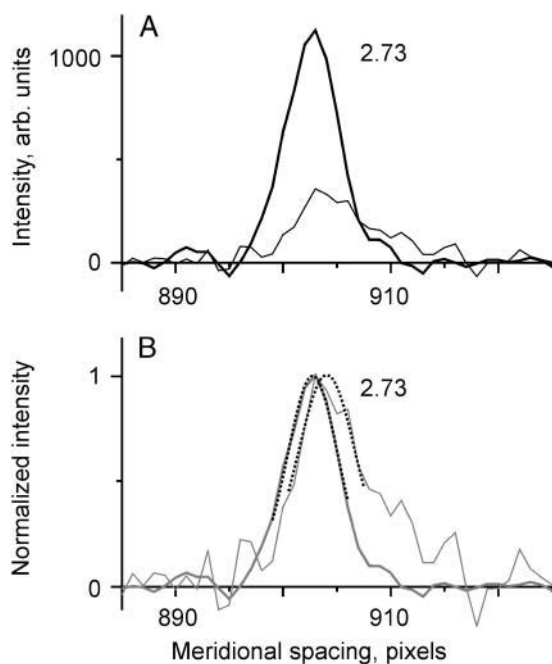 A
2.73
1000
0
Intensity, arb. units
890
910
B
2.73
1
0
Normalized intensity
890
910
Meridional spacing, pixels